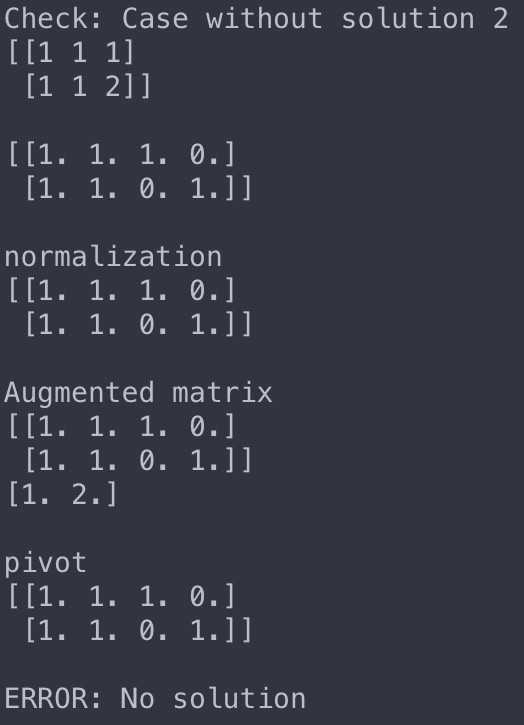 Check: Case without solution 2
[[1 1 1]
 [1 1 2]]
[[1. 1. 1. 0.]
 [1. 1. 0. 1.]]
normalization
[[1. 1. 1. 0.]
 [1. 1. 0. 1.]]
Augmented matrix
[[1. 1. 1. 0.]
 [1. 1. 0. 1.]]
[1. 2.]
pivot
[[1. 1. 1. 0.]
 [1. 1. 0. 1.]]
ERROR: No solution